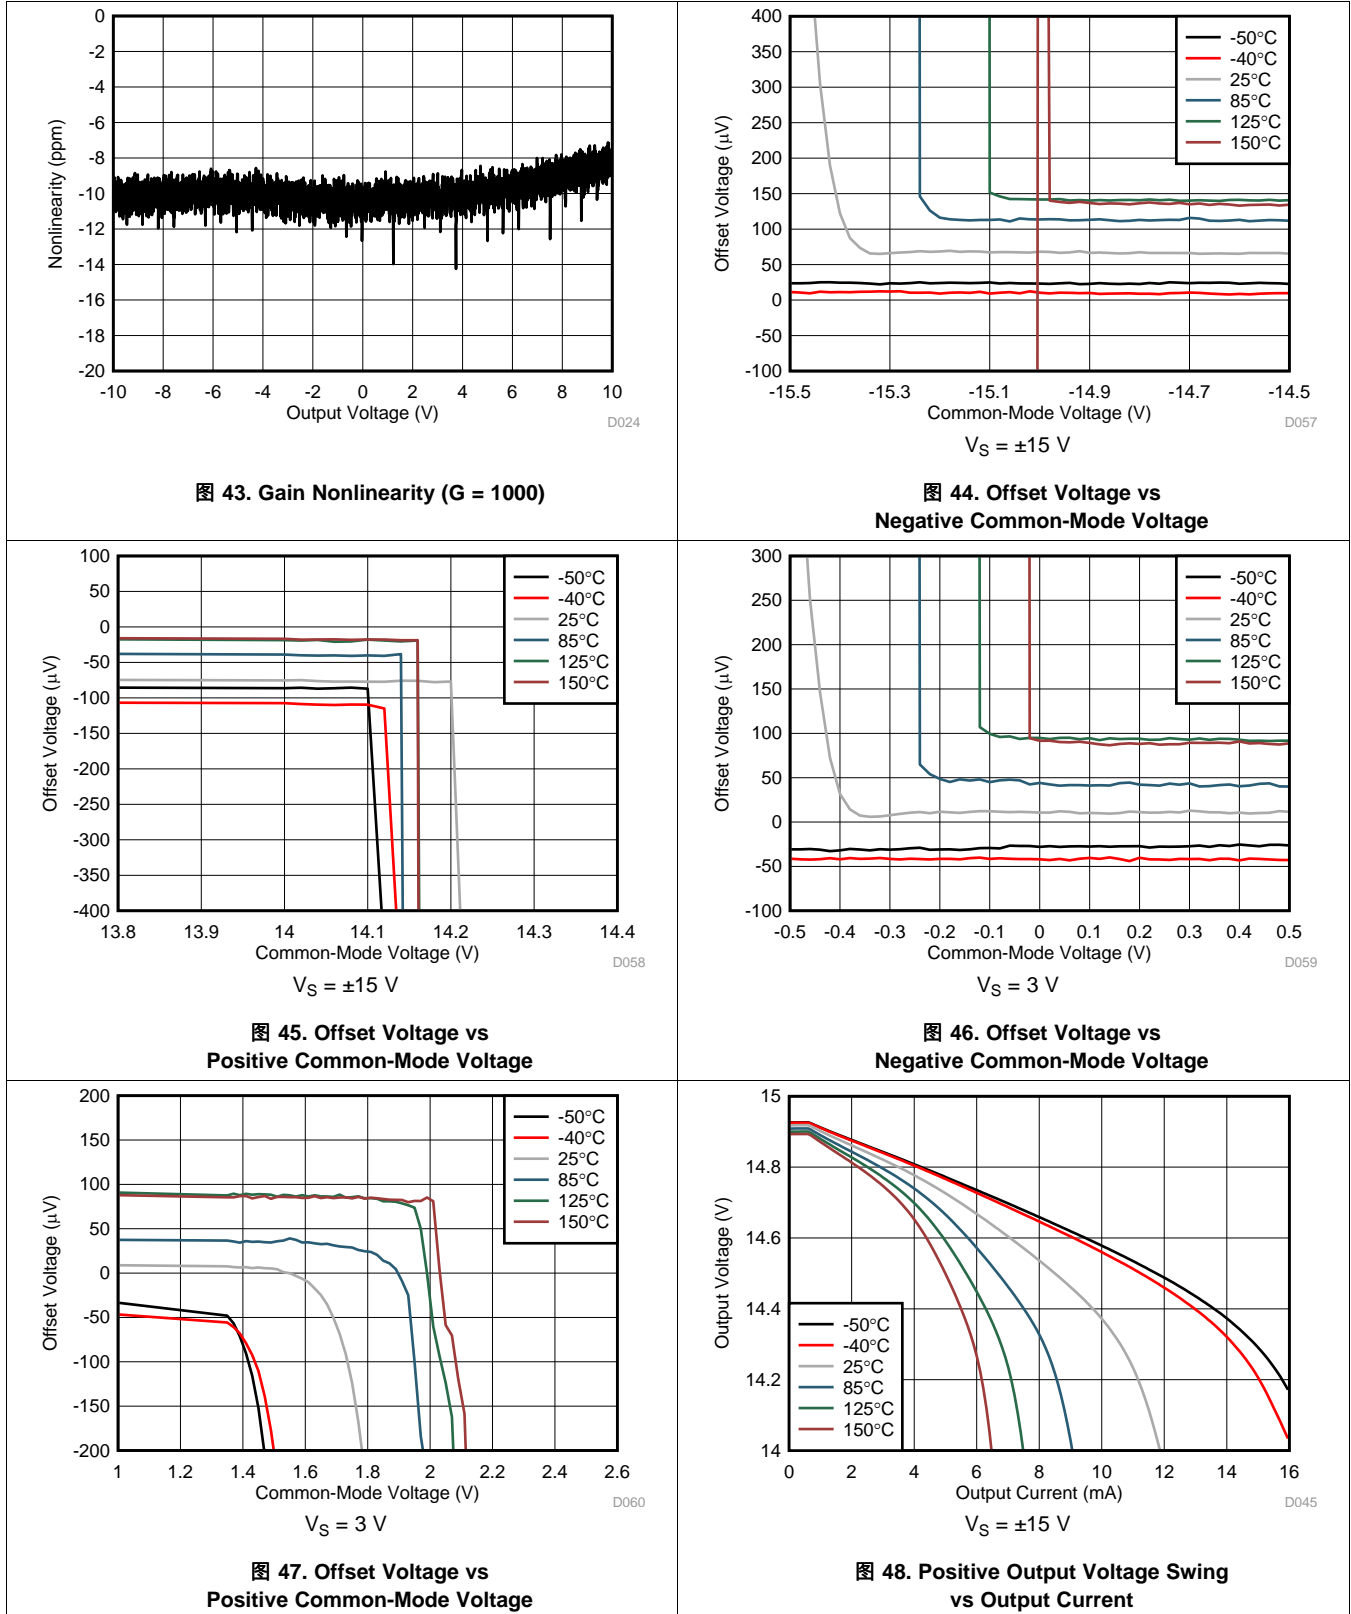 0
-2
-4
-6
-8
-10
-12
-14
-16
-18
-20
Nonlinearity (ppm)
-10 -8 -6 -4 -2 0 2 4 6 8 10
Output Voltage (V)
D024
图 43. Gain Nonlinearity (G = 1000)
400
350
300
250
200
150
100
50
0
-50
-100
Offset Voltage (µV)
-50°C
-40°C
25°C
85°C
125°C
150°C
-15.5 -15.3 -15.1 -14.9 -14.7 -14.5
Common-Mode Voltage (V)
D057
VS = ±15 V
图 44. Offset Voltage vs
Negative Common-Mode Voltage
100
50
0
-50
-100
-150
-200
-250
-300
-350
-400
Offset Voltage (µV)
-50°C
-40°C
25°C
85°C
125°C
150°C
13.8 13.9 14 14.1 14.2 14.3 14.4
Common-Mode Voltage (V)
D058
VS = ±15 V
图 45. Offset Voltage vs
Positive Common-Mode Voltage
300
250
200
150
100
50
0
-50
-100
Offset Voltage (µV)
-50°C
-40°C
25°C
85°C
125°C
150°C
-0.5 -0.4 -0.3 -0.2 -0.1 0 0.1 0.2 0.3 0.4 0.5
Common-Mode Voltage (V)
D059
VS = 3 V
图 46. Offset Voltage vs
Negative Common-Mode Voltage
200
150
100
50
0
-50
-100
-150
-200
Offset Voltage (µV)
-50°C
-40°C
25°C
85°C
125°C
150°C
1 1.2 1.4 1.6 1.8 2 2.2 2.4 2.6
Common-Mode Voltage (V)
D060
VS = 3 V
图 47. Offset Voltage vs
Positive Common-Mode Voltage
15
14.8
14.6
14.4
14.2
14
Output Voltage (V)
-50°C
-40°C
25°C
85°C
125°C
150°C
0 2 4 6 8 10 12 14 16
Output Current (mA)
D045
VS = ±15 V
图 48. Positive Output Voltage Swing
vs Output Current